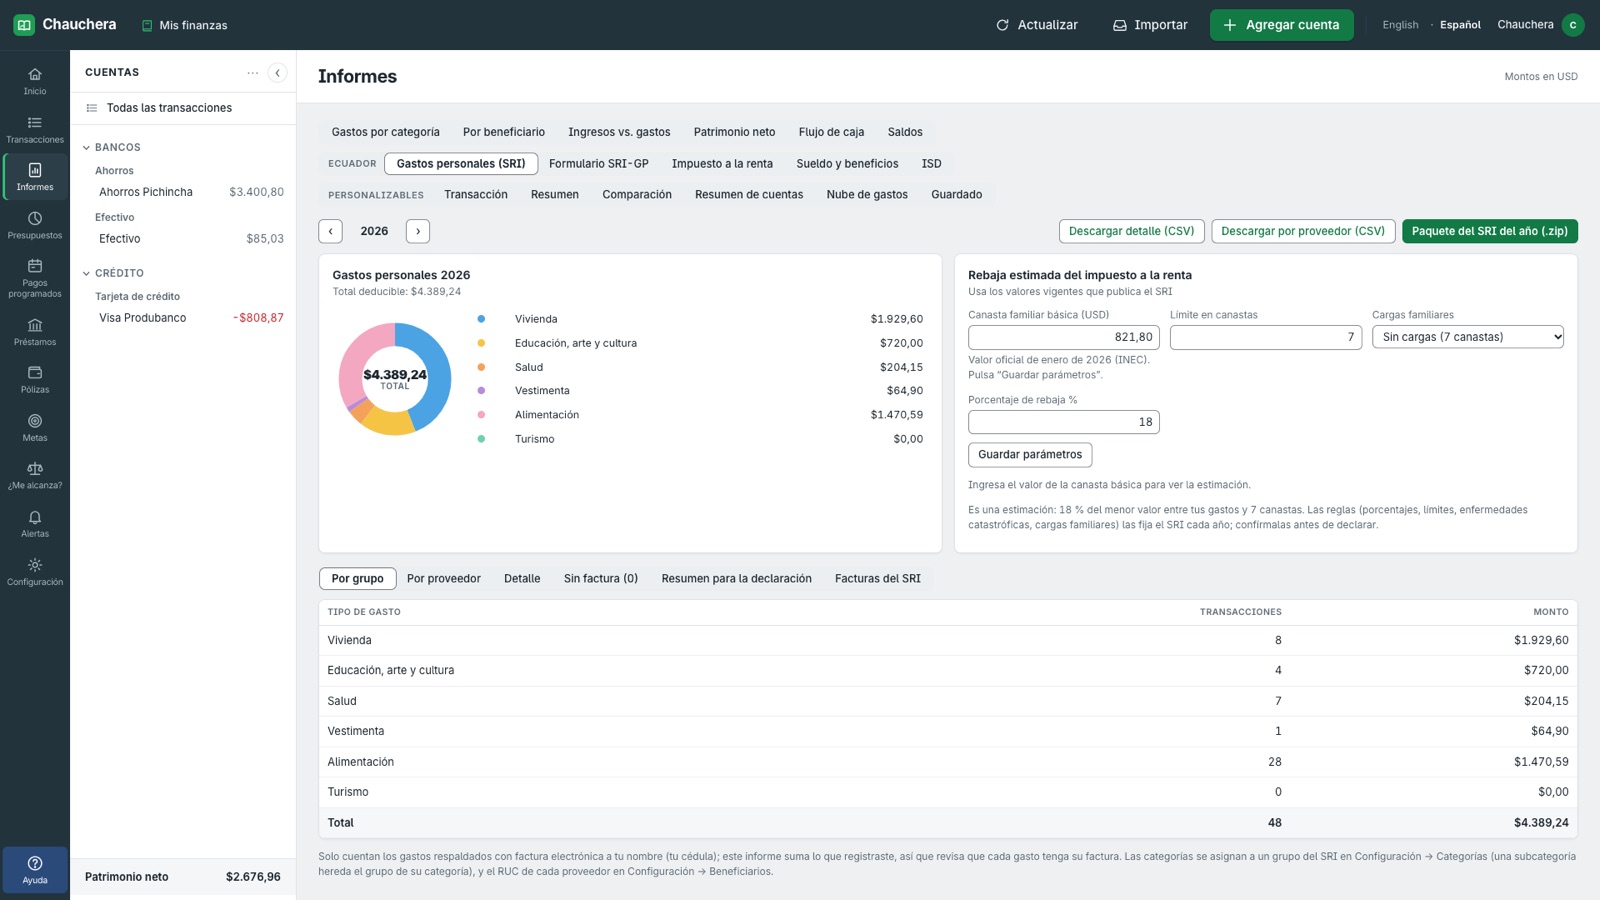 Chauchera
Mis finanzas
Actualizar
Importar
Agregar cuenta
English · Español
Chauchera
C
Inicio
Transacciones
Informes
Presupuestos
Pagos programados
Préstamos
Pólizas
Metas
¿Me alcanza?
Alertas
Configuración
Ayuda
CUENTAS
Todas las transacciones
BANCOS
Ahorros
Ahorros Pichincha $3.400,80
Efectivo
Efectivo $85,03
CRÉDITO
Tarjeta de crédito
Visa Produbanco -$808,87
Patrimonio neto $2.676,96
Informes
Montos en USD
Gastos por categoría Por beneficiario Ingresos vs. gastos Patrimonio neto Flujo de caja Saldos
ECUADOR Gastos personales (SRI) Formulario SRI-GP Impuesto a la renta Sueldo y beneficios ISD
PERSONALIZABLES Transacción Resumen Comparación Resumen de cuentas Nube de gastos Guardado
‹ 2026 ›
Descargar detalle (CSV) Descargar por proveedor (CSV) Paquete del SRI del año (.zip)
Gastos personales 2026
Total deducible: $4.389,24
$4.389,24
TOTAL
Vivienda $1.929,60
Educación, arte y cultura $720,00
Salud $204,15
Vestimenta $64,90
Alimentación $1.470,59
Turismo $0,00
Rebaja estimada del impuesto a la renta
Usa los valores vigentes que publica el SRI
Canasta familiar básica (USD) Límite en canastas Cargas familiares
821,80 7 Sin cargas (7 canastas)
Valor oficial de enero de 2026 (INEC).
Pulsa “Guardar parámetros”.
Porcentaje de rebaja %
18
Guardar parámetros
Ingresa el valor de la canasta básica para ver la estimación.
Es una estimación: 18 % del menor valor entre tus gastos y 7 canastas. Las reglas (porcentajes, límites, enfermedades
catastróficas, cargas familiares) las fija el SRI cada año; confírmalas antes de declarar.
Por grupo Por proveedor Detalle Sin factura (0) Resumen para la declaración Facturas del SRI
TIPO DE GASTO TRANSACCIONES MONTO
Vivienda 8 $1.929,60
Educación, arte y cultura 4 $720,00
Salud 7 $204,15
Vestimenta 1 $64,90
Alimentación 28 $1.470,59
Turismo 0 $0,00
Total 48 $4.389,24
Solo cuentan los gastos respaldados con factura electrónica a tu nombre (tu cédula); este informe suma lo que registraste, así que revisa que cada gasto tenga su factura. Las categorías se asignan a un grupo del SRI en Configuración → Categorías (una subcategoría
hereda el grupo de su categoría), y el RUC de cada proveedor en Configuración → Beneficiarios.